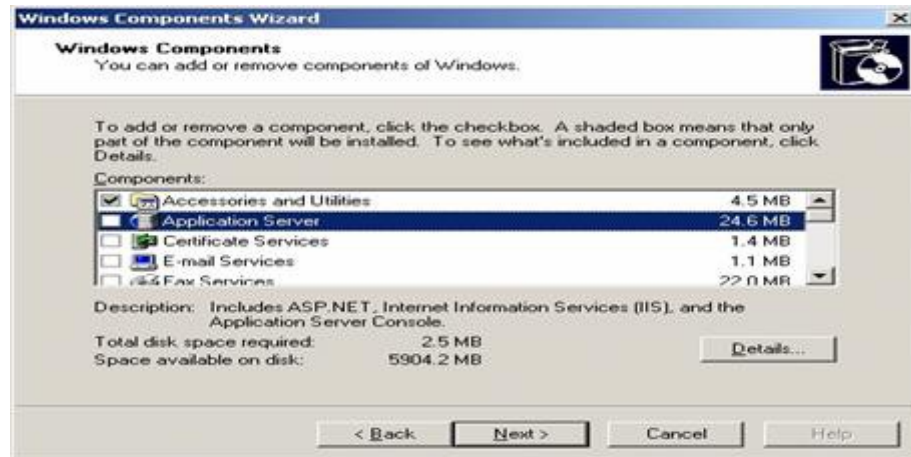 Windows Components Wizard
Windows Components
You can add or remove components of Windows.
To add or remove a component, click the checkbox. A shaded box means that only
part of the component will be installed. To see what's included in a component, click
Details.
Components:
Accessories and Utilities 4.5 MB
Application Server 24.6 MB
Certificate Services 1.4 MB
E-mail Services 1.1 MB
Fax Services 22.0 MB
Description: Includes ASP.NET, Internet Information Services (IIS), and the
Application Server Console.
Total disk space required: 2.5 MB
Space available on disk: 5904.2 MB
Details...
< Back Next > Cancel Help